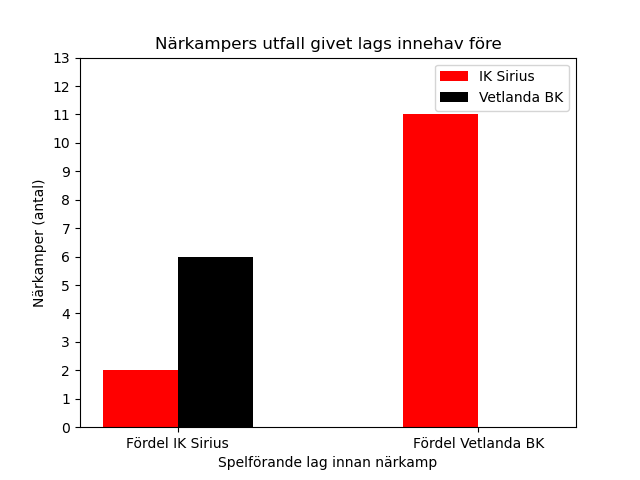 Närkampers utfall givet lags innehav före
IK Sirius
Vetlanda BK
Närkamper (antal)
13
12
11
10
9
8
7
6
5
4
3
2
1
0
Fördel IK Sirius
Fördel Vetlanda BK
Spelförande lag innan närkamp